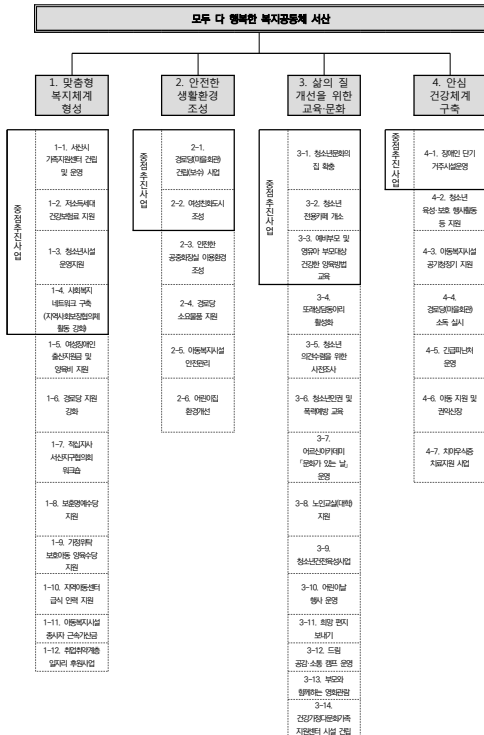 모두 다 행복한 복지공동체 서산
1. 맞춤형
복지체계
형성
중점추진사업
1-1. 서산시
가족지원센터 건립
및 운영
1-2. 저소득세대
건강보험료 지원
1-3. 청소년시설
운영지원
1-4. 사회복지
네트워크 구축
(지역사회보장협의체
활동 강화)
1-5. 여성장애인
출산지원금 및
양육비 지원
1-6. 경로당 지원
강화
1-7. 적십자사
서산지구협의회
워크숍
1-8. 보훈명예수당
지원
1-9. 가정위탁
보호아동 양육수당
지원
1-10. 지역아동센터
급식 인력 지원
1-11. 아동복지시설
종사자 근속가산금
1-12. 취업취약계층
일자리 후원사업
2. 안전한
생활환경
조성
중점추진사업
2-1.
경로당(마을회관)
건립(보수) 사업
2-2. 여성친화도시
조성
2-3. 안전한
공중화장실 이용환경
조성
2-4. 경로당
소요물품 지원
2-5. 아동복지시설
안전관리
2-6. 어린이집
환경개선
3. 삶의 질
개선을 위한
교육·문화
중점추진사업
3-1. 청소년문화의
집 확충
3-2. 청소년
전용카페 개소
3-3. 예비부모 및
영유아 부모대상
건강한 양육방법
교육
3-4.
또래상담동아리
활성화
3-5. 청소년
의견수렴을 위한
사전조사
3-6. 청소년인권 및
폭력예방 교육
3-7.
어르신아카데미
「문화가 있는 날」
운영
3-8. 노인교실(대학)
지원
3-9.
청소년건전육성사업
3-10. 어린이날
행사 운영
3-11. 희망 편지
보내기
3-12. 드림
공감·소통 캠프 운영
3-13. 부모와
함께하는 영화관람
3-14.
건강가정다문화가족
지원센터 시설 건립
4. 안심
건강체계
구축
중점추진사업
4-1. 장애인 단기
거주시설운영
4-2. 청소년
육성·보호 행사활동
등 지원
4-3. 아동복지시설
공기청정기 지원
4-4.
경로당(마을회관)
소독 실시
4-5. 긴급피난처
운영
4-6. 아동 지원 및
권익신장
4-7. 치아우식증
치료지원 사업